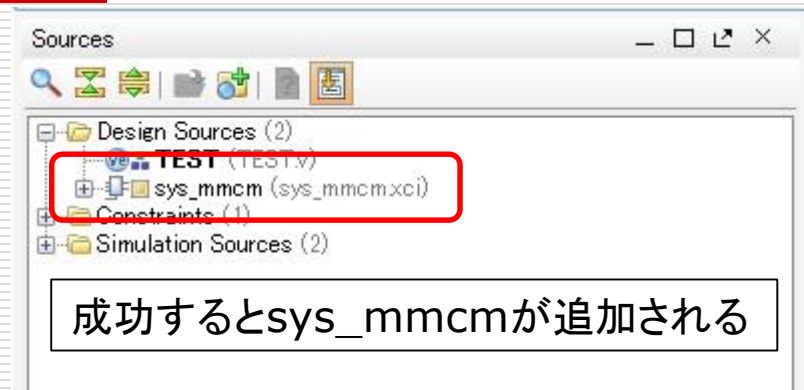 Sources
Design Sources (2)
TEST (TEST.v)
sys_mmcm (sys_mmcm.xci)
Constraints (1)
Simulation Sources (2)
成功するとsys_mmcmが追加される